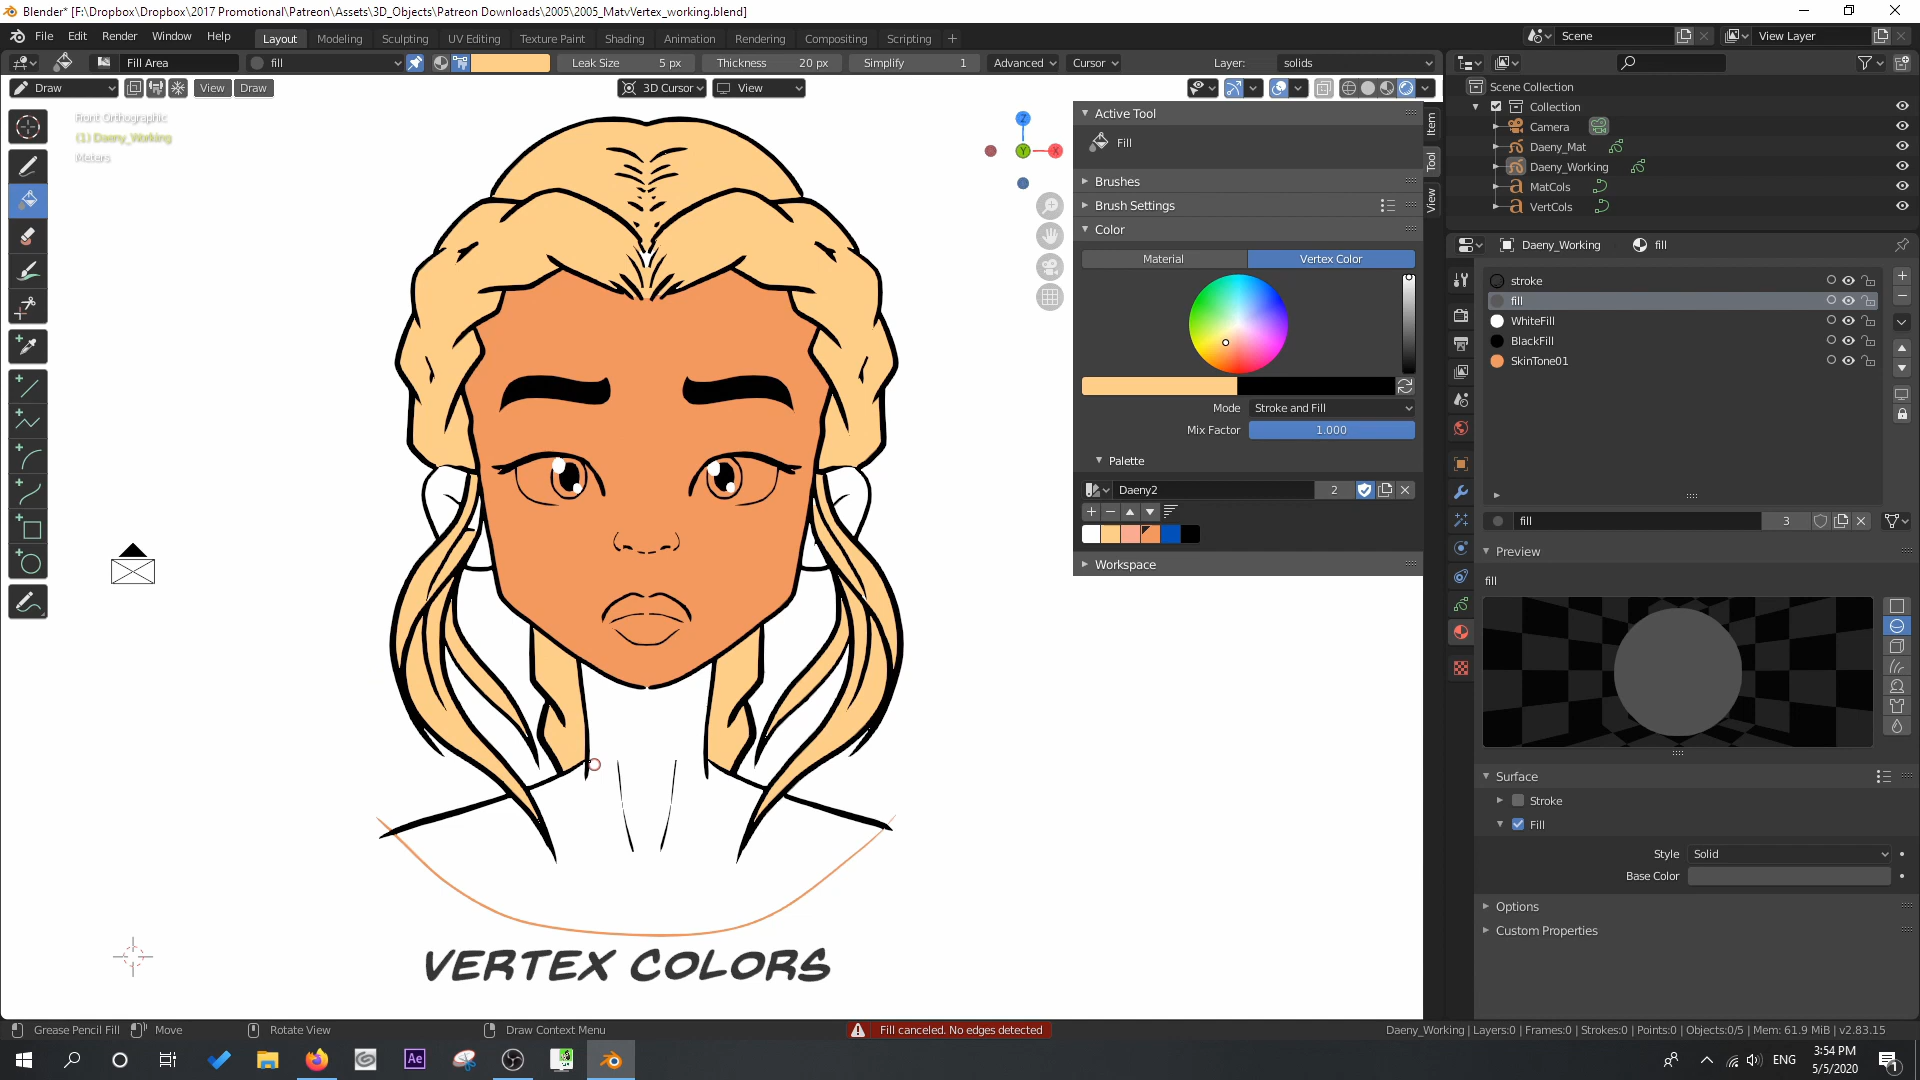 Blender* [F:\Dropbox\Dropbox\2017 Promotional\Patreon\Assets\3D_Objects\Patreon Downloads\2005\2005_MatvVertex_working.blend]
File Edit Render Window Help Layout Modeling Sculpting UV Editing Texture Paint Shading Animation Rendering Compositing Scripting + Scene View Layer
Fill Area fill Leak Size 5 px Thickness 20 px Simplify 1 Advanced Cursor Layer: solids
Draw View Draw 3D Cursor View
Front Orthographic
(1) Daeny_Working
Meters
Z
Y
X
Active Tool
Fill
Brushes
Brush Settings
Color
Material Vertex Color
Mode Stroke and Fill
Mix Factor 1.000
Palette
Daeny2 2
Workspace
Item
Tool
View
VERTEX COLORS
Scene Collection
Collection
Camera
Daeny_Mat
Daeny_Working
MatCols
VertCols
Daeny_Working fill
stroke
fill
WhiteFill
BlackFill
SkinTone01
fill 3
Preview
fill
Surface
Stroke
Fill
Style Solid
Base Color
Options
Custom Properties
Grease Pencil Fill Move Rotate View Draw Context Menu Fill canceled. No edges detected Daeny_Working | Layers:0 | Frames:0 | Strokes:0 | Points:0 | Objects:0/5 | Mem: 61.9 MiB | v2.83.15
Ae
ENG
3:54 PM
5/5/2020
1